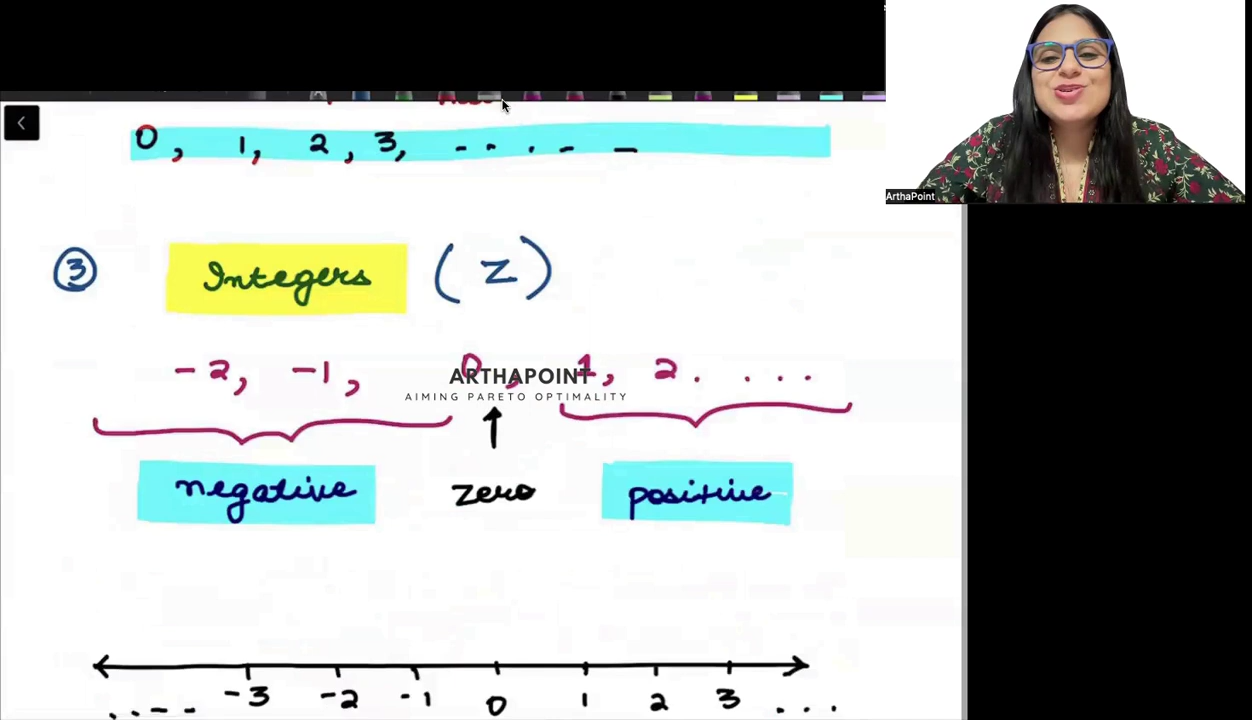 0, 1, 2, 3, - - . - -
ArthaPoint
3 Integers (Z)
-2, -1, 0, 1, 2. . . .
ARTHAPOINT
AIMING PARETO OPTIMALITY
negative zero positive
. . - - -3 -2 -1 0 1 2 3 . . .